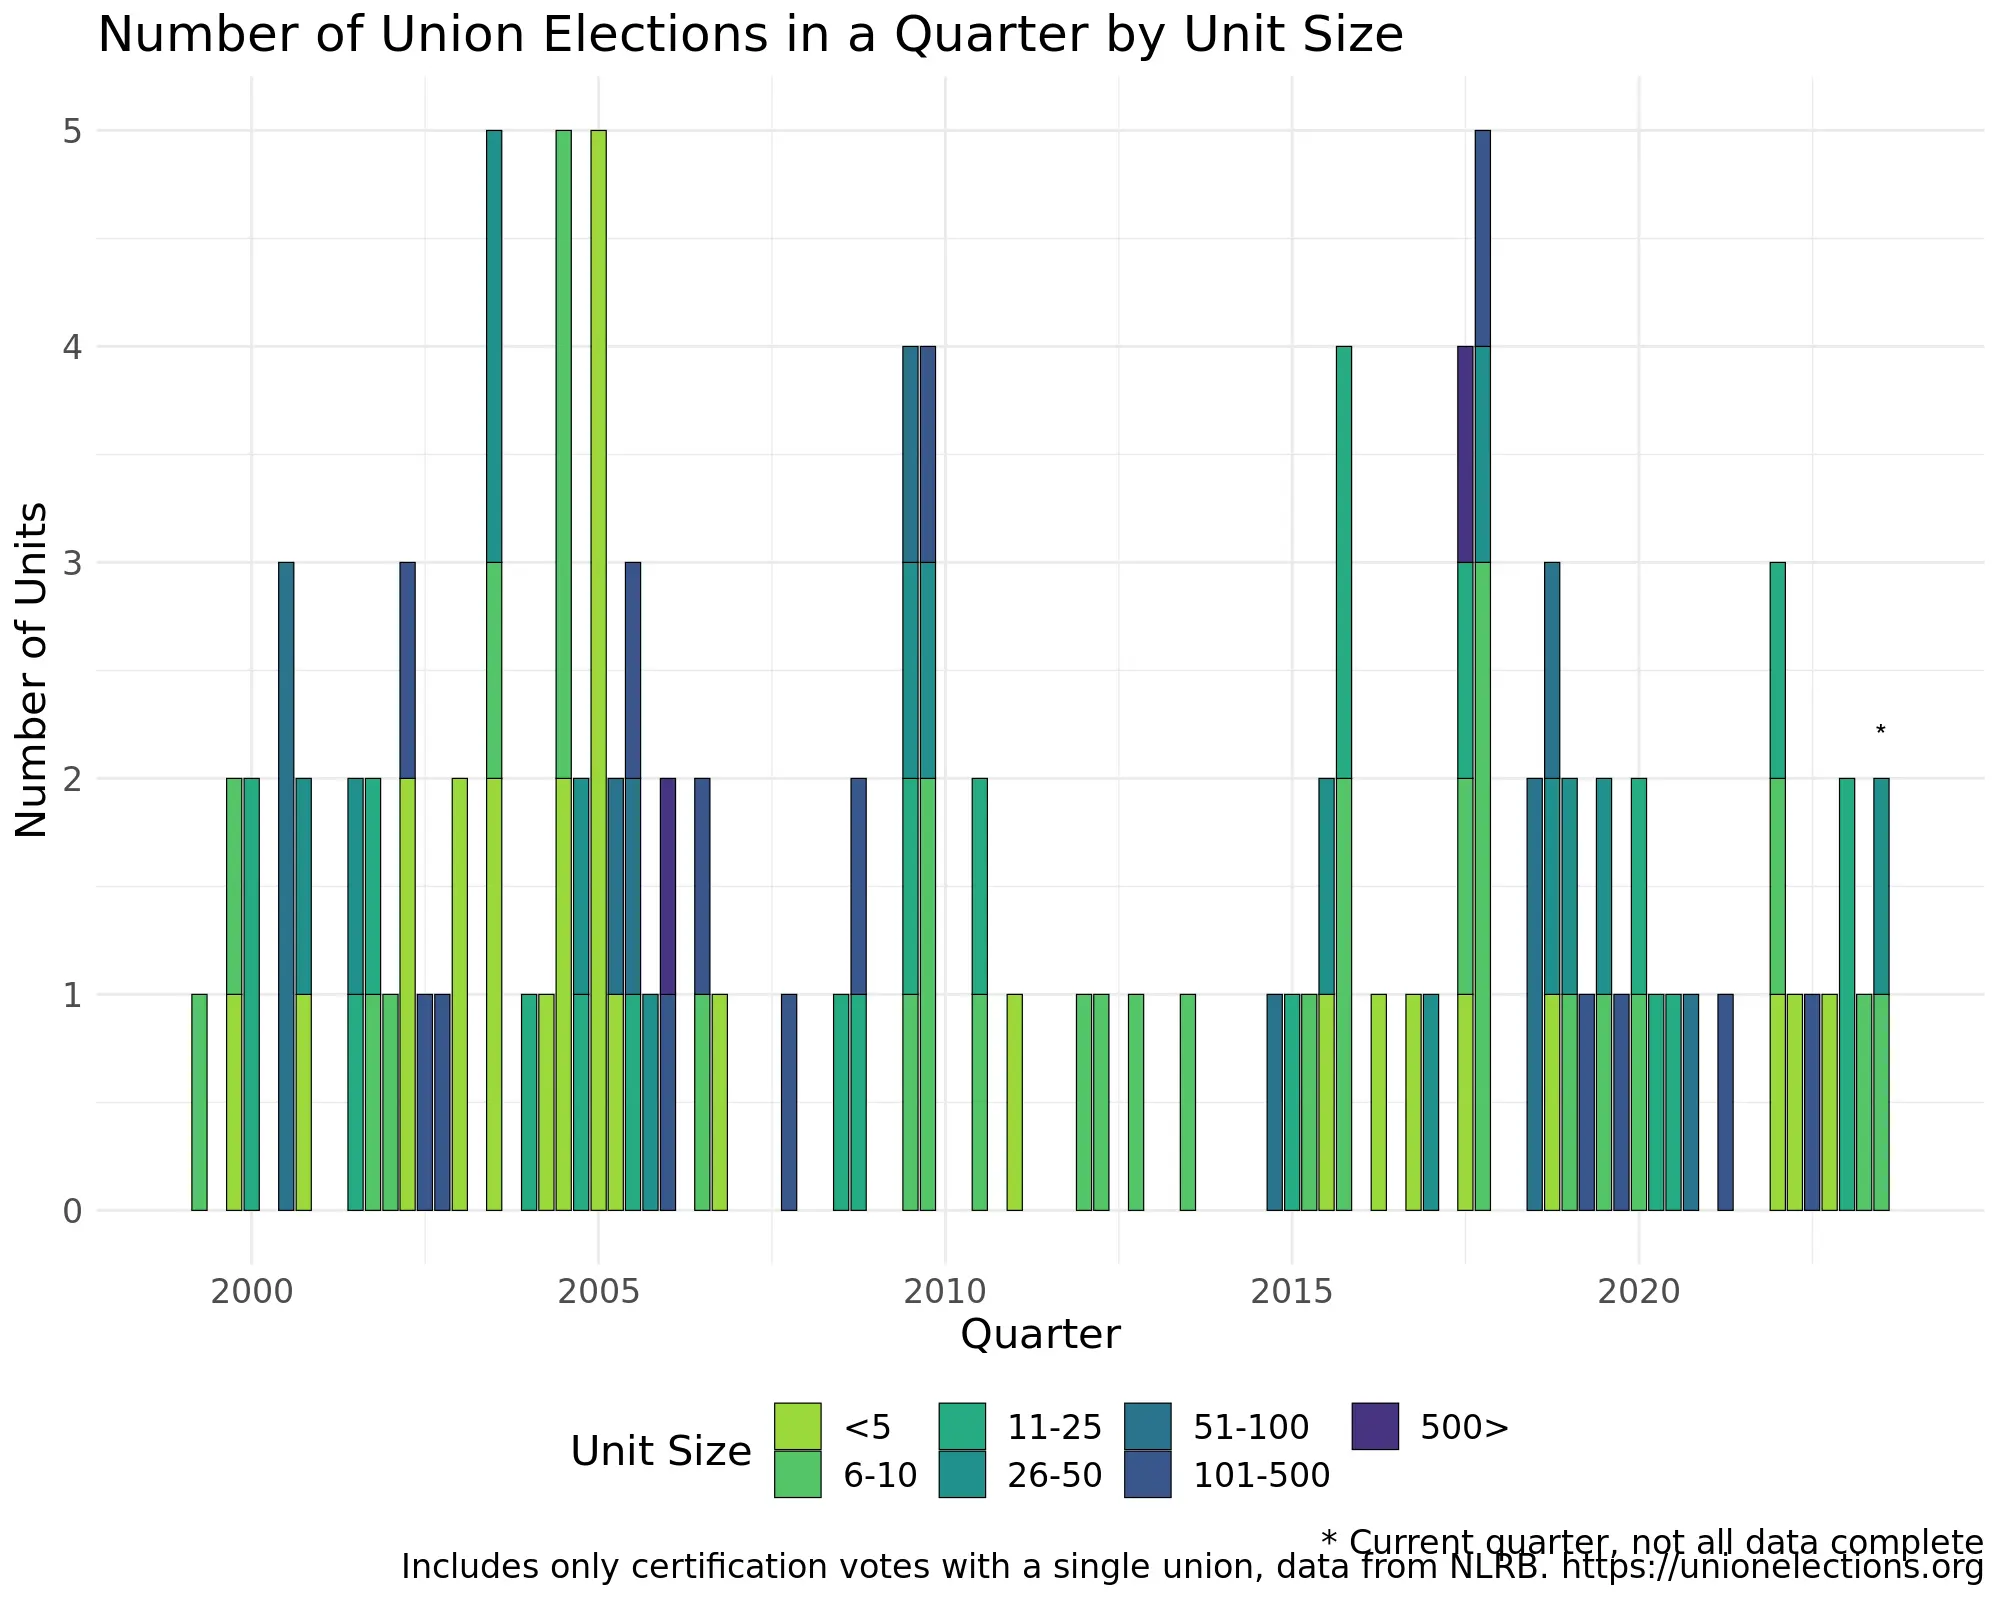 Number of Union Elections in a Quarter by Unit Size
Number of Units
5
4
3
2
1
0
*
2000 2005 2010 2015 2020
Quarter
Unit Size
<5 11-25 51-100 500>
6-10 26-50 101-500
* Current quarter, not all data complete
Includes only certification votes with a single union, data from NLRB. https://unionelections.org